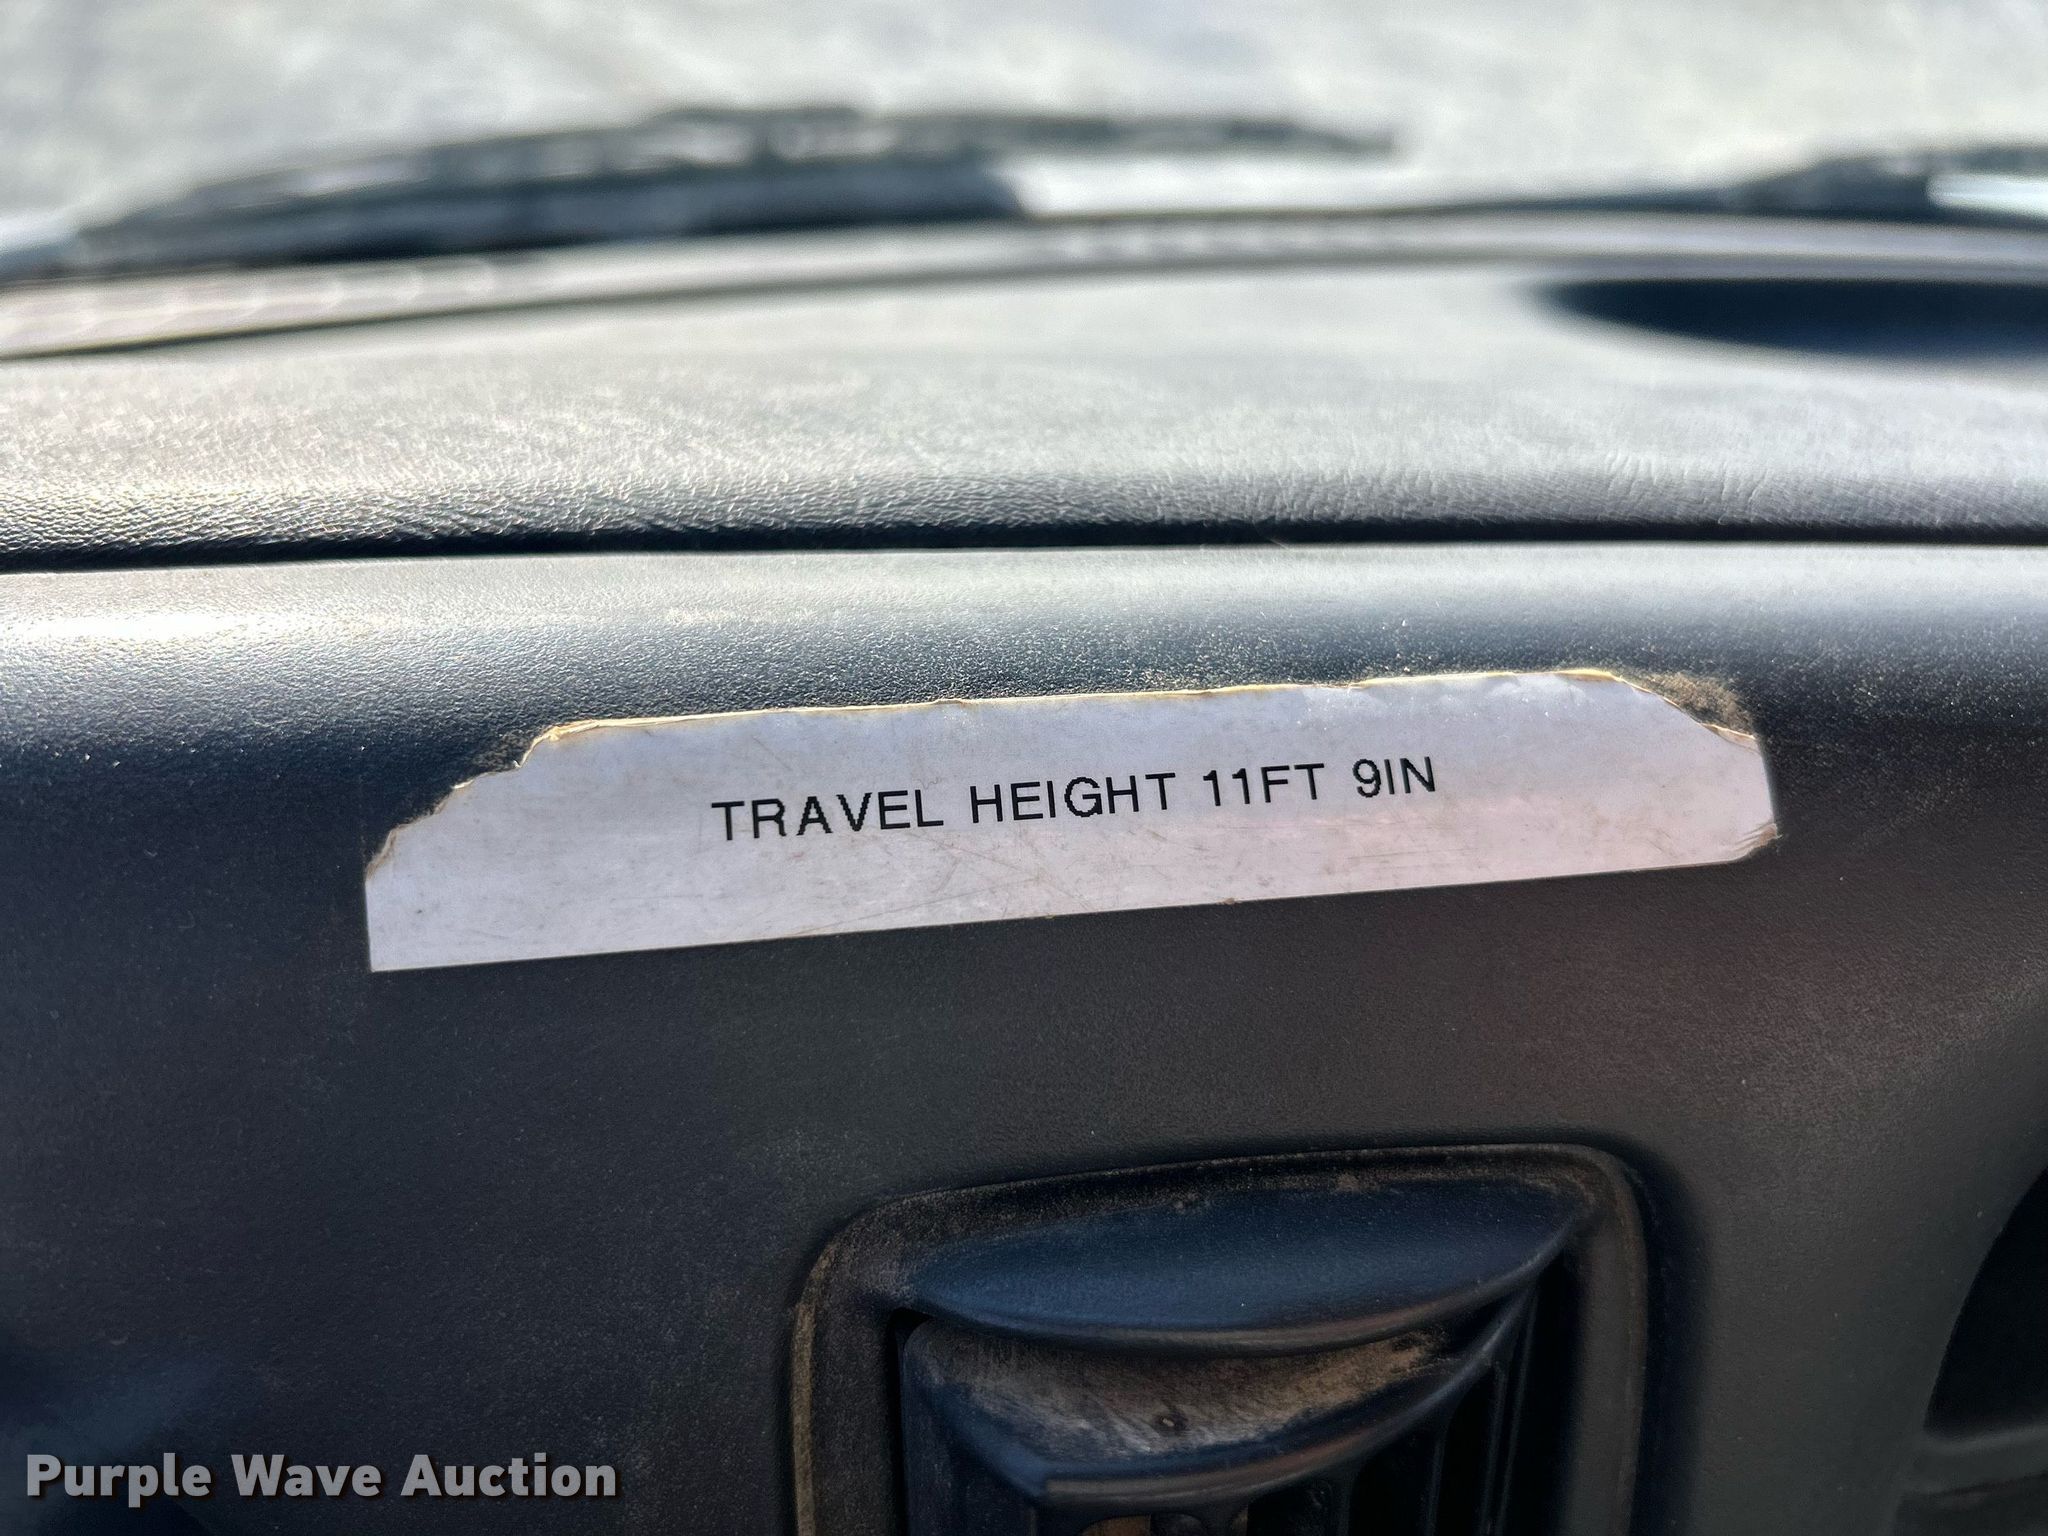 TRAVEL HEIGHT 11FT 9IN
Purple Wave Auction